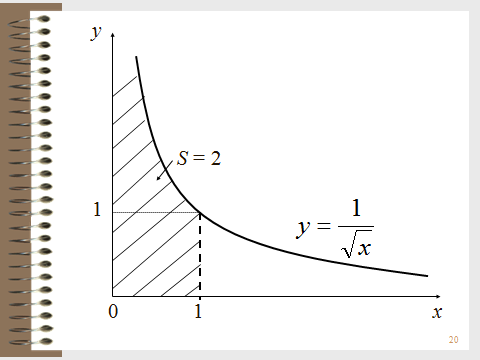 y
S = 2
1
y = 1/√x
0 1 x
20